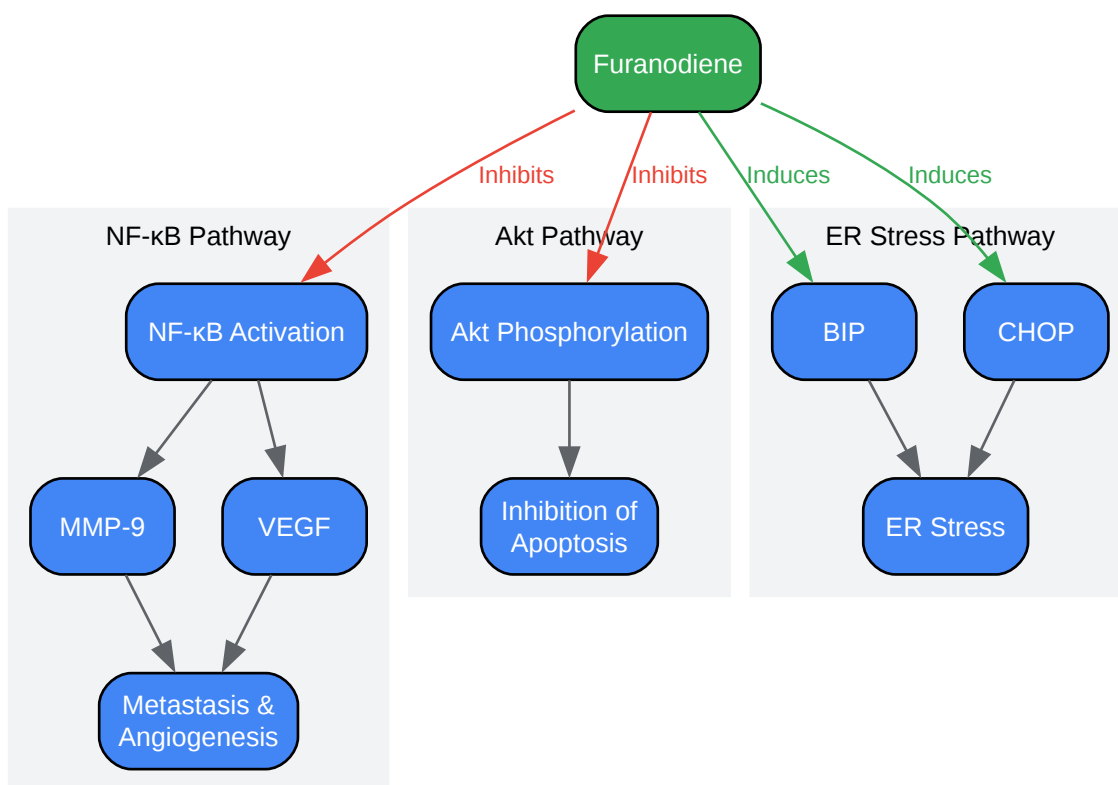 Furanodiene
Inhibits
Inhibits
Induces
Induces
NF-κB Pathway
Akt Pathway
ER Stress Pathway
NF-κB Activation
Akt Phosphorylation
BIP
CHOP
MMP-9
VEGF
Inhibition of
Apoptosis
ER Stress
Metastasis &
Angiogenesis